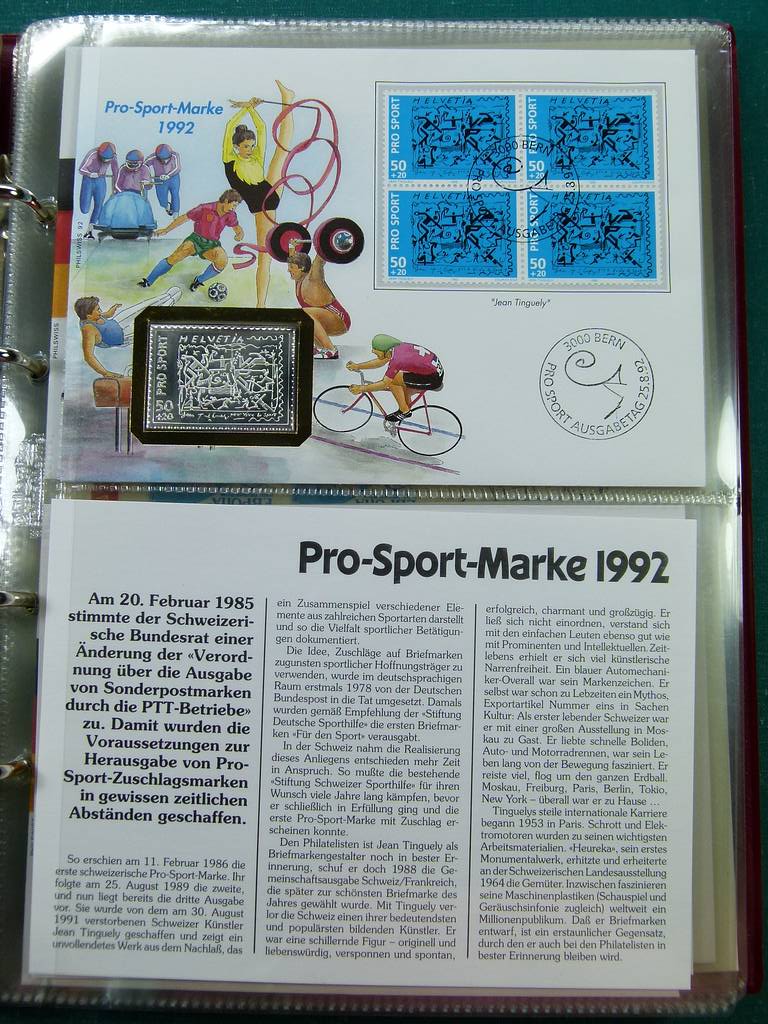 Pro-Sport-Marke
1992
PHILSWISS 92
PHILSWISS
HELVETIA
PRO SPORT
50
+20
HELVETIA
PRO SPORT
50
+20
HELVETIA
PRO SPORT
50
+20
HELVETIA
PRO SPORT
50
+20
3000 BERN
AUSGABETAG 25.8.92
"Jean Tinguely"
3000 BERN
PRO SPORT AUSGABETAG 25.8.92
HELVETIA
PRO SPORT
50
+20
Pro-Sport-Marke 1992
Am 20. Februar 1985
stimmte der Schweizeri-
sche Bundesrat einer
Änderung der «Verord-
nung über die Ausgabe
von Sonderpostmarken
durch die PTT-Betriebe»
zu. Damit wurden die
Voraussetzungen zur
Herausgabe von Pro-
Sport-Zuschlagsmarken
in gewissen zeitlichen
Abständen geschaffen.
So erschien am 11. Februar 1986 die
erste schweizerische Pro-Sport-Marke. Ihr
folgte am 25. August 1989 die zweite,
und nun liegt bereits die dritte Ausgabe
vor. Sie wurde von dem am 30. August
1991 verstorbenen Schweizer Künstler
Jean Tinguely geschaffen und zeigt ein
unvollendetes Werk aus dem Nachlaß, das
ein Zusammenspiel verschiedener Ele-
mente aus zahlreichen Sportarten darstellt
und so die Vielfalt sportlicher Betätigun-
gen dokumentiert.
Die Idee, Zuschläge auf Briefmarken
zugunsten sportlicher Hoffnungsträger zu
verwenden, wurde im deutschsprachigen
Raum erstmals 1978 von der Deutschen
Bundespost in die Tat umgesetzt. Damals
wurden gemäß Empfehlung der «Stiftung
Deutsche Sporthilfe» die ersten Briefmar-
ken «Für den Sport» verausgabt.
In der Schweiz nahm die Realisierung
dieses Anliegens entschieden mehr Zeit
in Anspruch. So mußte die bestehende
«Stiftung Schweizer Sporthilfe» für ihren
Wunsch viele Jahre lang kämpfen, bevor
er schließlich in Erfüllung ging und die
erste Pro-Sport-Marke mit Zuschlag er-
scheinen konnte.
Den Philatelisten ist Jean Tinguely als
Briefmarkengestalter noch in bester Er-
innerung, schuf er doch 1988 die Ge-
meinschaftsausgabe Schweiz/Frankreich,
die später zur schönsten Briefmarke des
Jahres gewählt wurde. Mit Tinguely ver-
lor die Schweiz einen ihrer bedeutendsten
und populärsten bildenden Künstler. Er
war eine schillernde Figur – originell und
liebenswürdig, versponnen und spontan,
erfolgreich, charmant und großzügig. Er
ließ sich nicht einordnen, verstand sich
mit den einfachen Leuten ebenso gut wie
mit Prominenten und Intellektuellen. Zeit-
lebens erhielt er sich viel künstlerische
Narrenfreiheit. Ein blauer Automechani-
ker-Overall war sein Markenzeichen. Er
selbst war schon zu Lebzeiten ein Mythos,
Exportartikel Nummer eins in Sachen
Kultur: Als erster lebender Schweizer war
er mit einer großen Ausstellung in Mos-
kau zu Gast. Er liebte schnelle Boliden,
Auto- und Motorradrennen, war sein Le-
ben lang von der Bewegung fasziniert. Er
reiste viel, flog um den ganzen Erdball.
Moskau, Freiburg, Paris, Berlin, Tokio,
New York – überall war er zu Hause ...
Tinguelys steile internationale Karriere
begann 1953 in Paris. Schrott und Elek-
tromotoren wurden zu seinen wichtigsten
Arbeitsmaterialien. «Heureka», sein erstes
Monumentalwerk, erhitzte und erheiterte
an der Schweizerischen Landesausstellung
1964 die Gemüter. Inzwischen faszinieren
seine Maschinenplastiken (Schauspiel und
Geräuschsinfonie zugleich) weltweit ein
Millionenpublikum. Daß er Briefmarken
entwarf, ist ein erstaunlicher Gegensatz,
durch den er auch bei den Philatelisten in
bester Erinnerung bleiben wird.